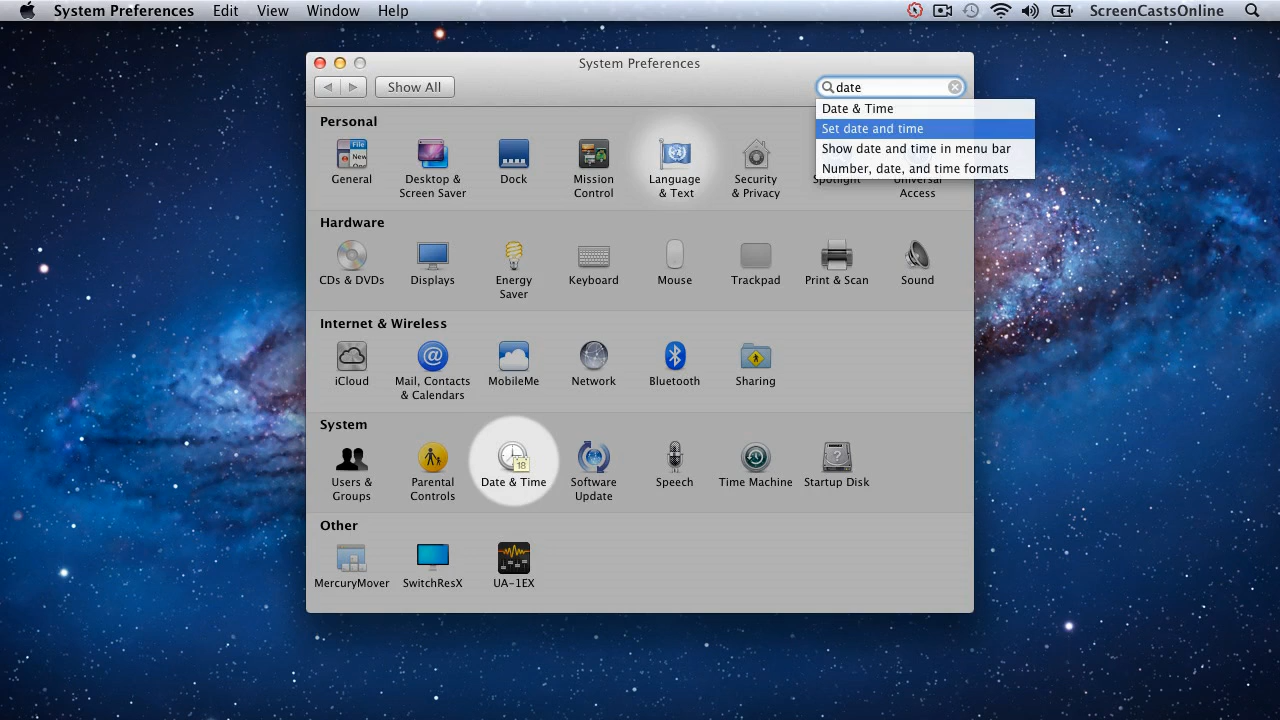 System Preferences Edit View Window Help ScreenCastsOnline
System Preferences
Show All
date
Date & Time
Set date and time
Show date and time in menu bar
Number, date, and time formats
Personal
General
Desktop &
Screen Saver
Dock
Mission
Control
Language
& Text
Security
& Privacy
Spotlight
Universal
Access
Hardware
CDs & DVDs
Displays
Energy
Saver
Keyboard
Mouse
Trackpad
Print & Scan
Sound
Internet & Wireless
iCloud
Mail, Contacts
& Calendars
MobileMe
Network
Bluetooth
Sharing
System
Users &
Groups
Parental
Controls
18
Date & Time
Software
Update
Speech
Time Machine
Startup Disk
Other
MercuryMover
SwitchResX
UA-1EX